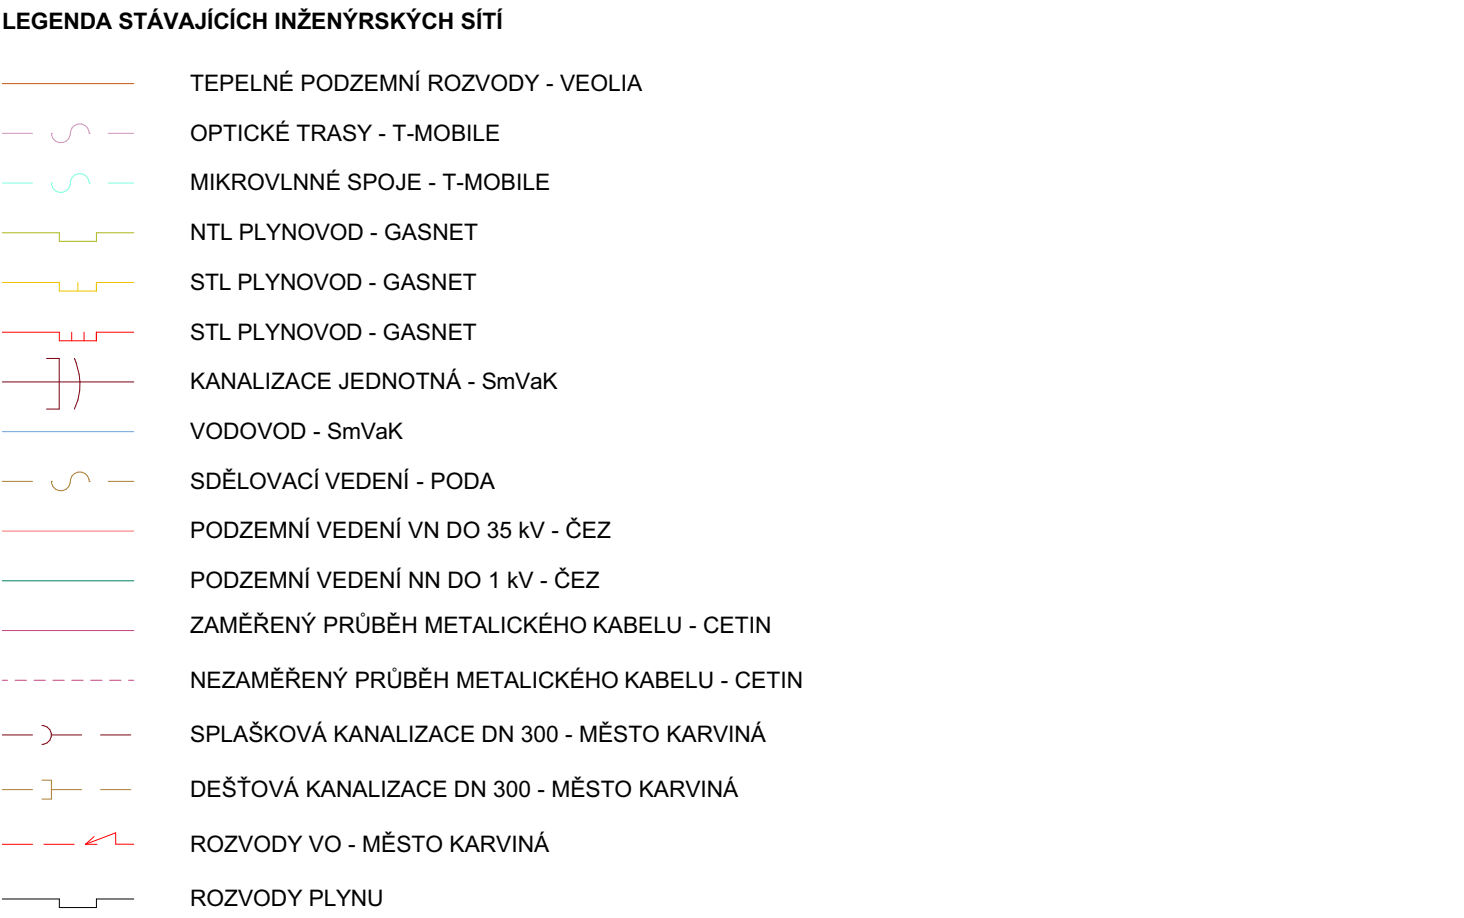 LEGENDA STÁVAJÍCÍCH INŽENÝRSKÝCH SÍTÍ
TEPELNÉ PODZEMNÍ ROZVODY - VEOLIA
OPTICKÉ TRASY - T-MOBILE
MIKROVLNNÉ SPOJE - T-MOBILE
NTL PLYNOVOD - GASNET
STL PLYNOVOD - GASNET
STL PLYNOVOD - GASNET
KANALIZACE JEDNOTNÁ - SmVaK
VODOVOD - SmVaK
SDĚLOVACÍ VEDENÍ - PODA
PODZEMNÍ VEDENÍ VN DO 35 kV - ČEZ
PODZEMNÍ VEDENÍ NN DO 1 kV - ČEZ
ZAMĚŘENÝ PRŮBĚH METALICKÉHO KABELU - CETIN
NEZAMĚŘENÝ PRŮBĚH METALICKÉHO KABELU - CETIN
SPLAŠKOVÁ KANALIZACE DN 300 - MĚSTO KARVINÁ
DEŠŤOVÁ KANALIZACE DN 300 - MĚSTO KARVINÁ
ROZVODY VO - MĚSTO KARVINÁ
ROZVODY PLYNU